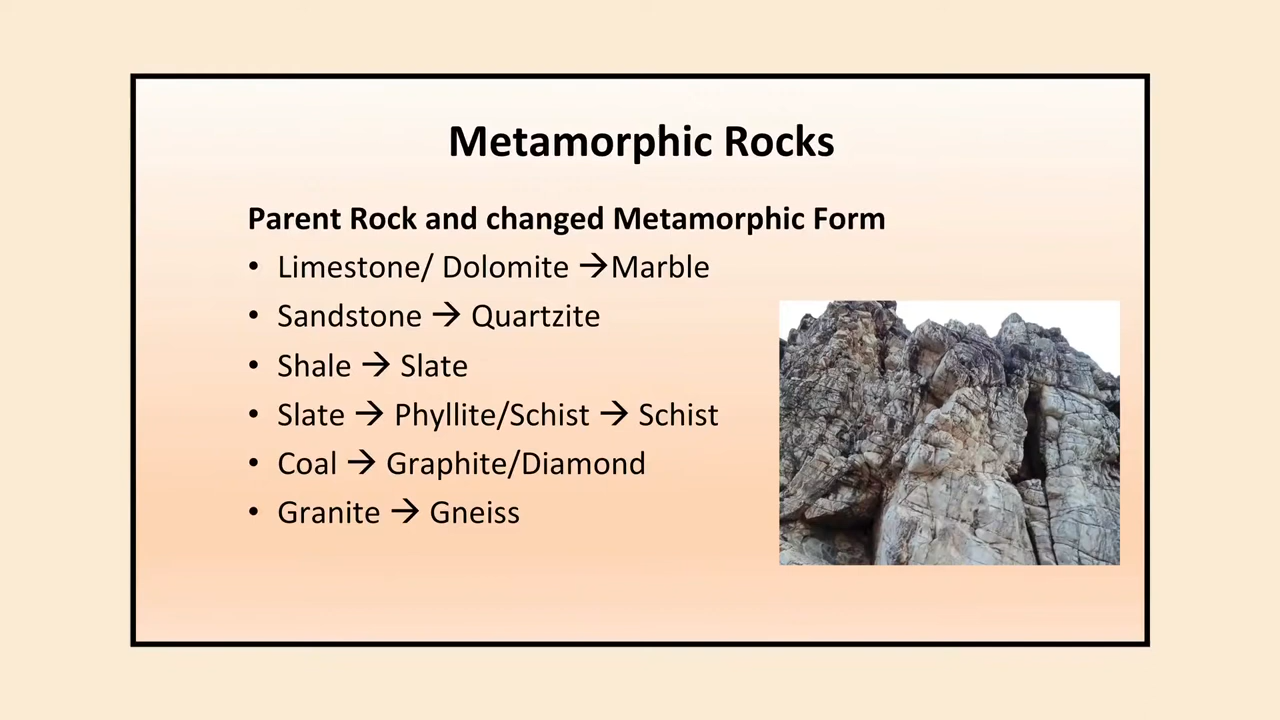 Metamorphic Rocks
Parent Rock and changed Metamorphic Form
• Limestone/ Dolomite →Marble
• Sandstone → Quartzite
• Shale → Slate
• Slate → Phyllite/Schist → Schist
• Coal → Graphite/Diamond
• Granite → Gneiss